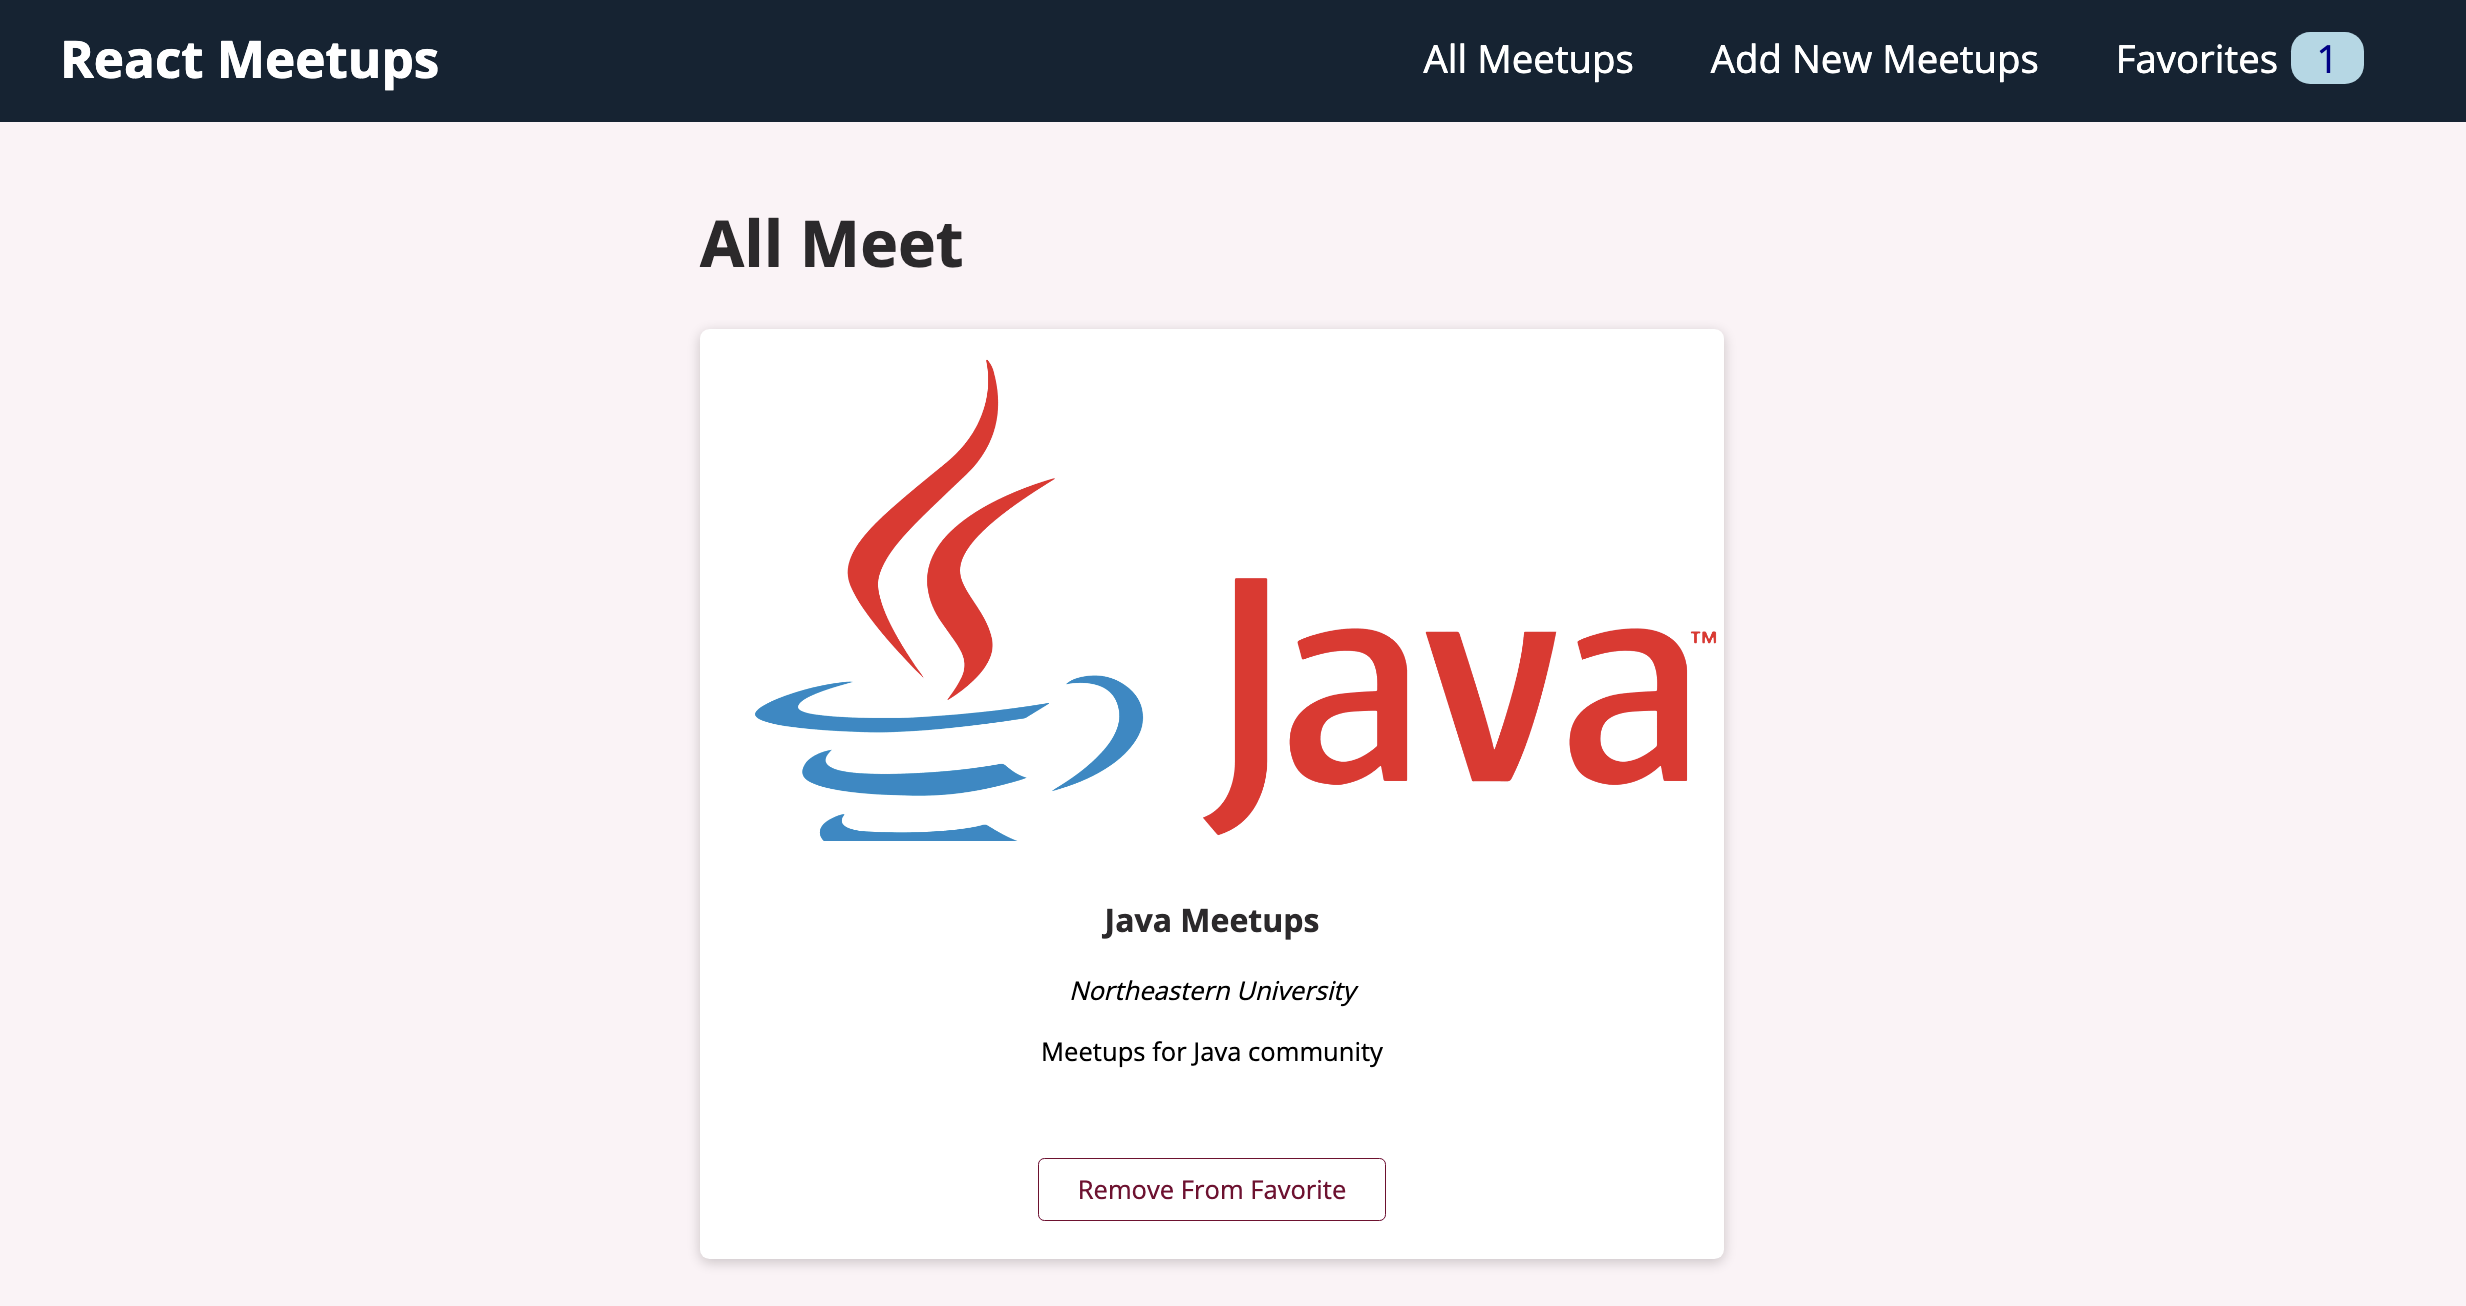 React Meetups
All Meetups
Add New Meetups
Favorites 1
All Meet
Java™
Java Meetups
Northeastern University
Meetups for Java community
Remove From Favorite